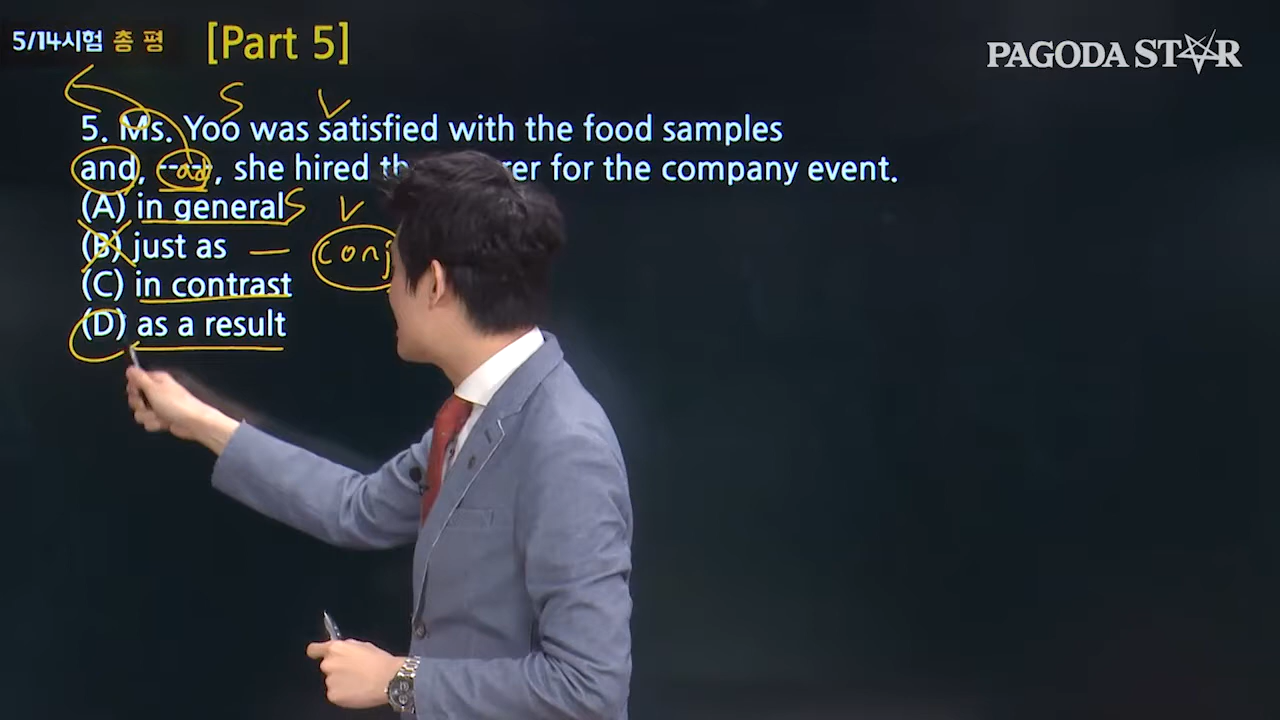 5/14시험 총 평 [Part 5]
PAGODA STAR
S V
5. Ms. Yoo was satisfied with the food samples
and, ----, she hired th rer for the company event.
ad
(A) in general S V
(B) just as conj
(C) in contrast
(D) as a result